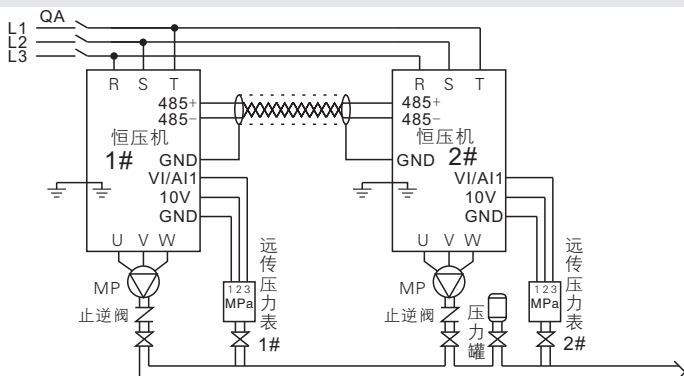 QA
L1
L2
L3
R S T
R S T
485+
485-
恒压机
1#
GND
VI/AI1
10V
GND
U V W
485+
485-
恒压机
2#
GND
VI/AI1
10V
GND
U V W
MP
止逆阀
1 2 3
MPa
远传压力表
1#
MP
止逆阀
压力罐
1 2 3
MPa
远传压力表
2#